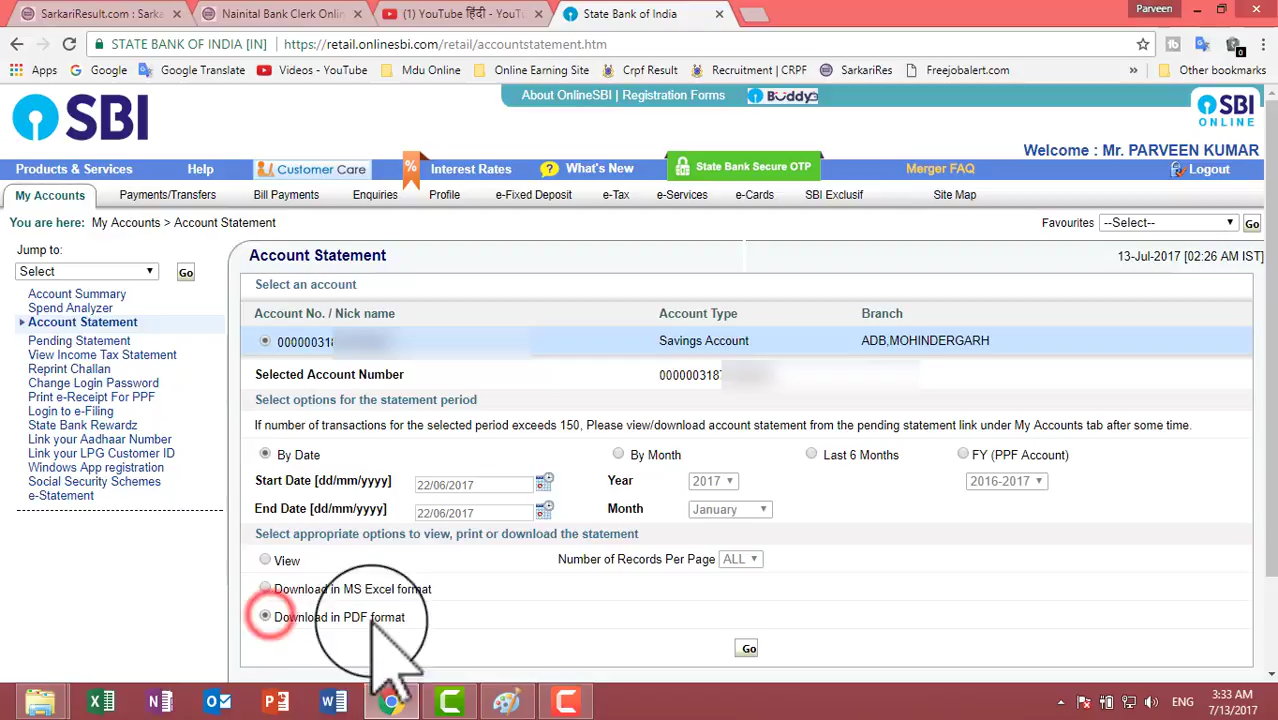 SarkariResult.com : Sarka
Nainital Bank Clerk Onlin
(1) YouTube हिंदी - YouT
State Bank of India
Parveen
STATE BANK OF INDIA [IN] https://retail.onlinesbi.com/retail/accountstatement.htm
Apps Google Google Translate Videos - YouTube Mdu Online Online Earning Site Crpf Result Recruitment | CRPF SarkariRes Freejobalert.com » Other bookmarks
SBI
About OnlineSBI | Registration Forms Buddy
SBI
ONLINE
Welcome : Mr. PARVEEN KUMAR
Products & Services Help Customer Care % Interest Rates ? What's New State Bank Secure OTP Merger FAQ Logout
My Accounts Payments/Transfers Bill Payments Enquiries Profile e-Fixed Deposit e-Tax e-Services e-Cards SBI Exclusif Site Map
You are here: My Accounts > Account Statement Favourites --Select-- Go
Jump to:
Select Go
Account Summary
Spend Analyzer
Account Statement
Pending Statement
View Income Tax Statement
Reprint Challan
Change Login Password
Print e-Receipt For PPF
Login to e-Filing
State Bank Rewardz
Link your Aadhaar Number
Link your LPG Customer ID
Windows App registration
Social Security Schemes
e-Statement
Account Statement 13-Jul-2017 [02:26 AM IST]
Select an account
Account No. / Nick name Account Type Branch
0000000318 Savings Account ADB,MOHINDERGARH
Selected Account Number 0000000318
Select options for the statement period
If number of transactions for the selected period exceeds 150, Please view/download account statement from the pending statement link under My Accounts tab after some time.
By Date By Month Last 6 Months FY (PPF Account)
Start Date [dd/mm/yyyy] 22/06/2017 Year 2017 2016-2017
End Date [dd/mm/yyyy] 22/06/2017 Month January
Select appropriate options to view, print or download the statement
View Number of Records Per Page ALL
Download in MS Excel format
Download in PDF format
Go
ENG
3:33 AM
7/13/2017